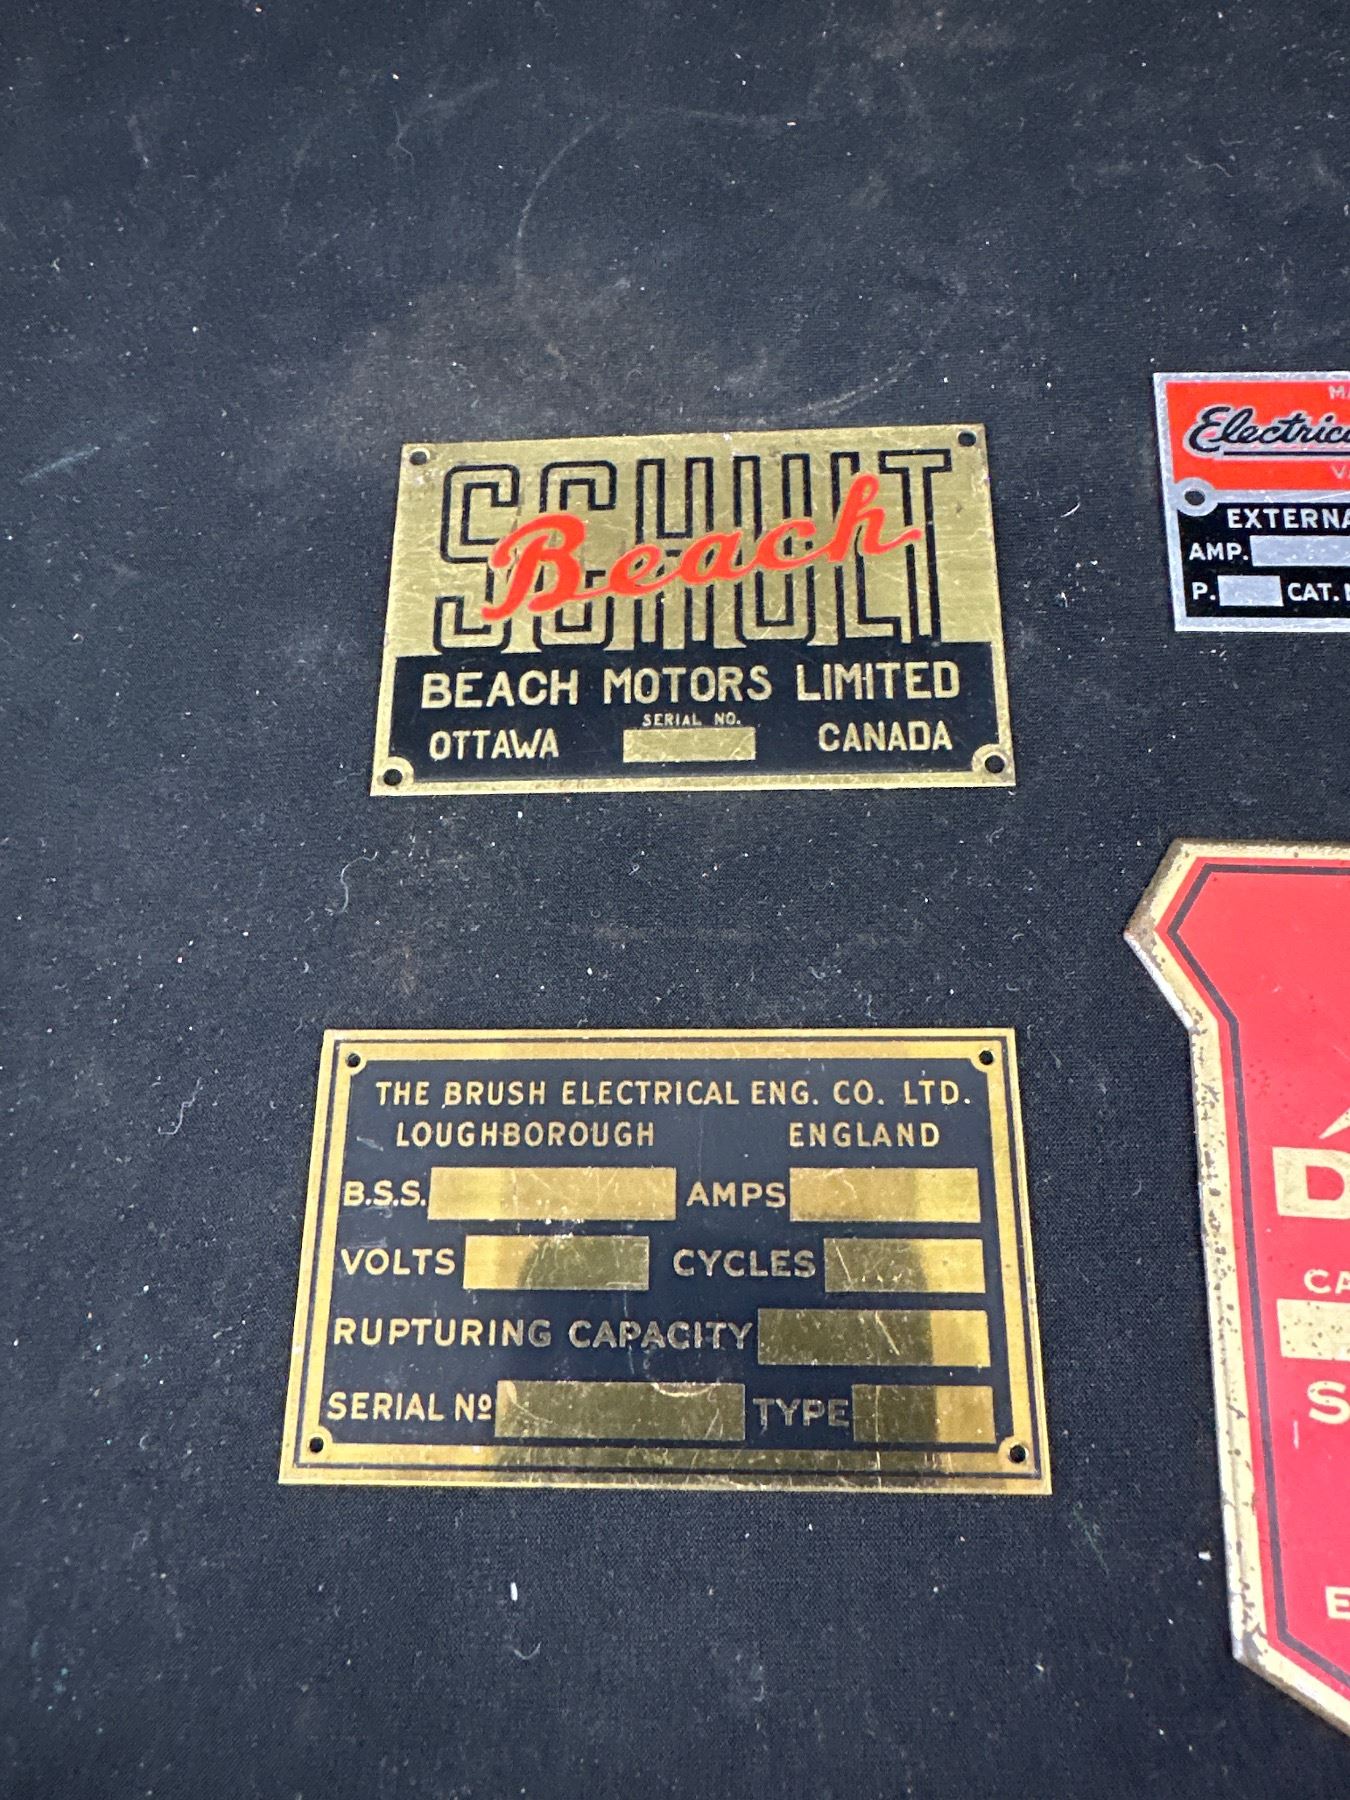 SCHULT
Beach
BEACH MOTORS LIMITED
SERIAL NO.
OTTAWA CANADA
THE BRUSH ELECTRICAL ENG. CO. LTD.
LOUGHBOROUGH ENGLAND
B.S.S. AMPS
VOLTS CYCLES
RUPTURING CAPACITY
SERIAL Nº TYPE
AMP.
P. CAT.